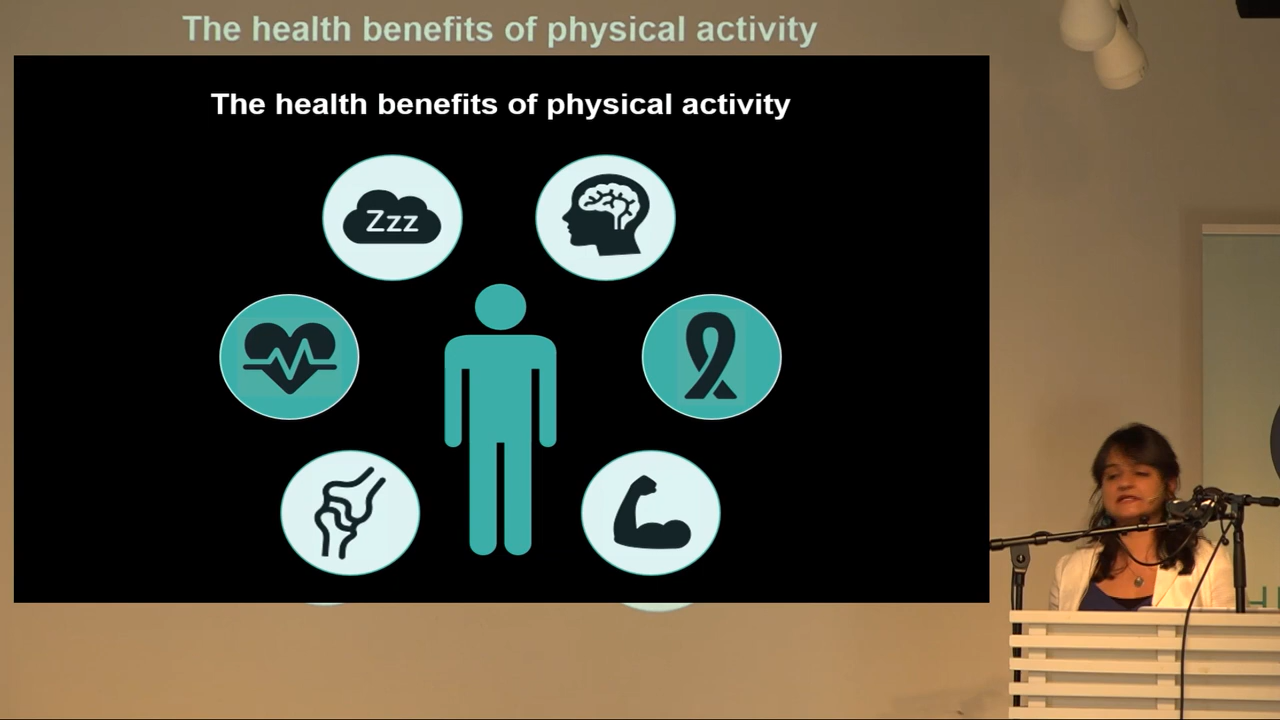 The health benefits of physical activity
The health benefits of physical activity
Zzz